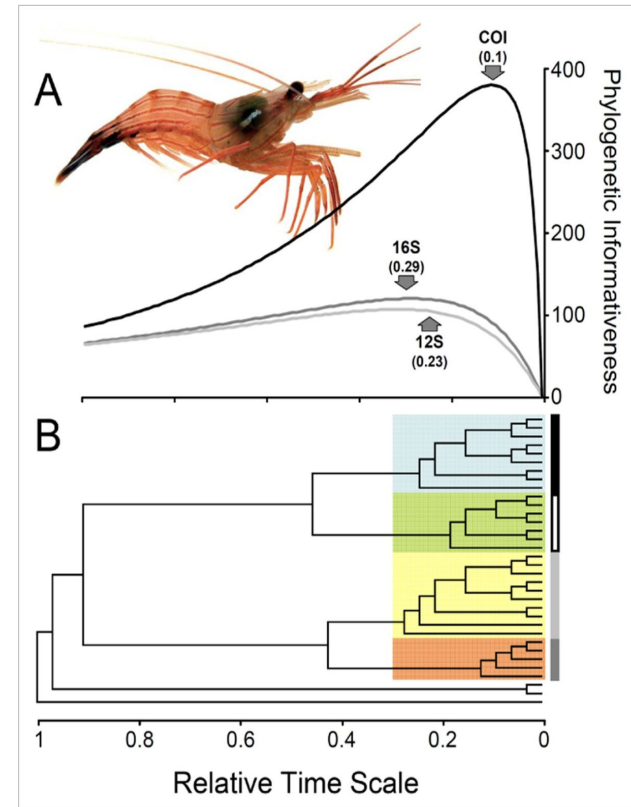 A
COI
(0.1)
400
300
200
100
0
Phylogenetic Informativeness
16S
(0.29)
12S
(0.23)
B
1 0.8 0.6 0.4 0.2 0
Relative Time Scale